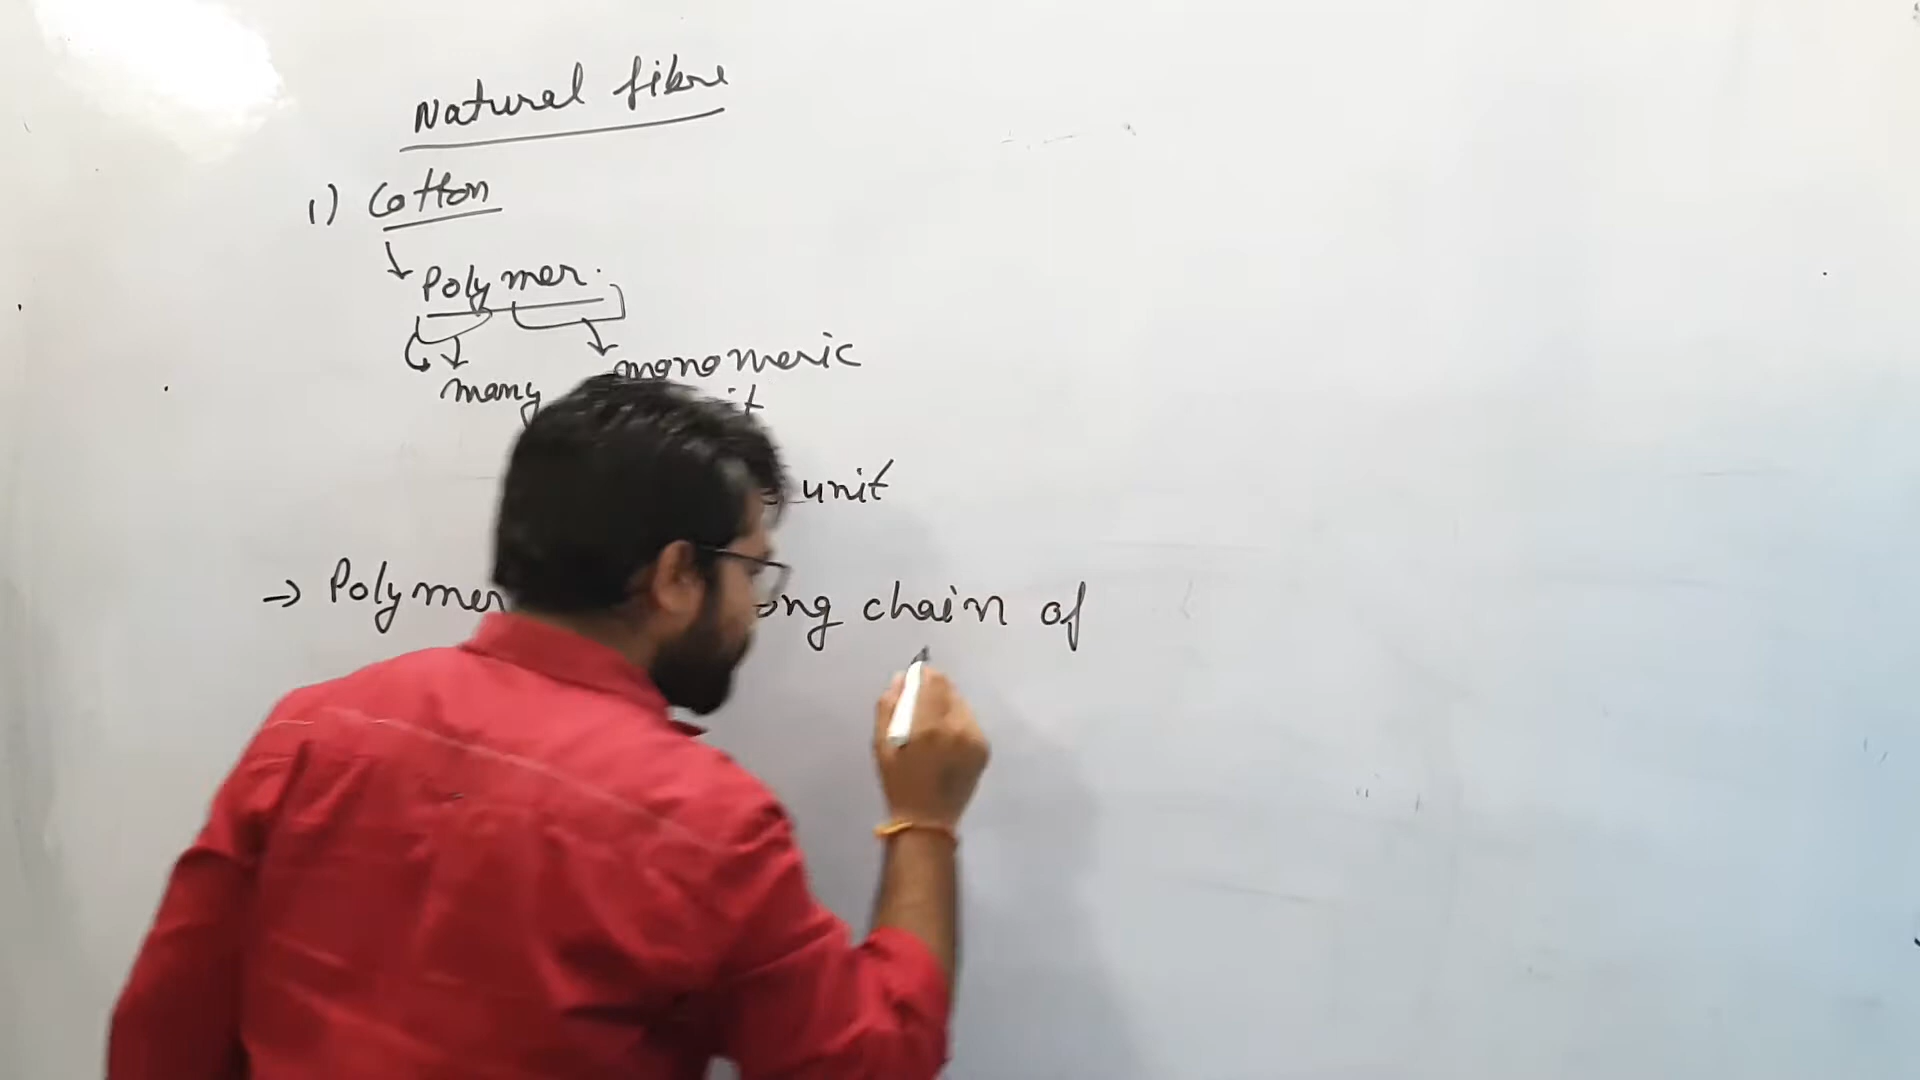 Natural fibre
1) Cotton
Polymer.
many monomeric
unit
→ Polymer chain of